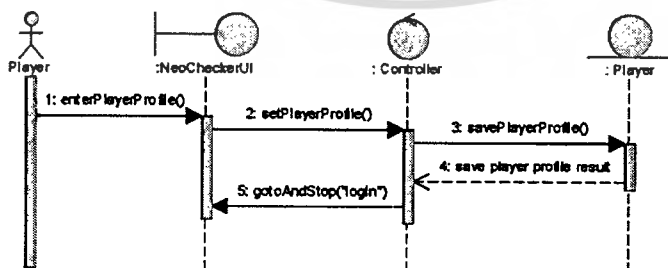 Player
:NeoCheckerUI
: Controller
: Player
1: enterPlayerProfile()
2: setPlayerProfile()
3: savePlayerProfile()
4: save player profile result
5: gotoAndStop("login")